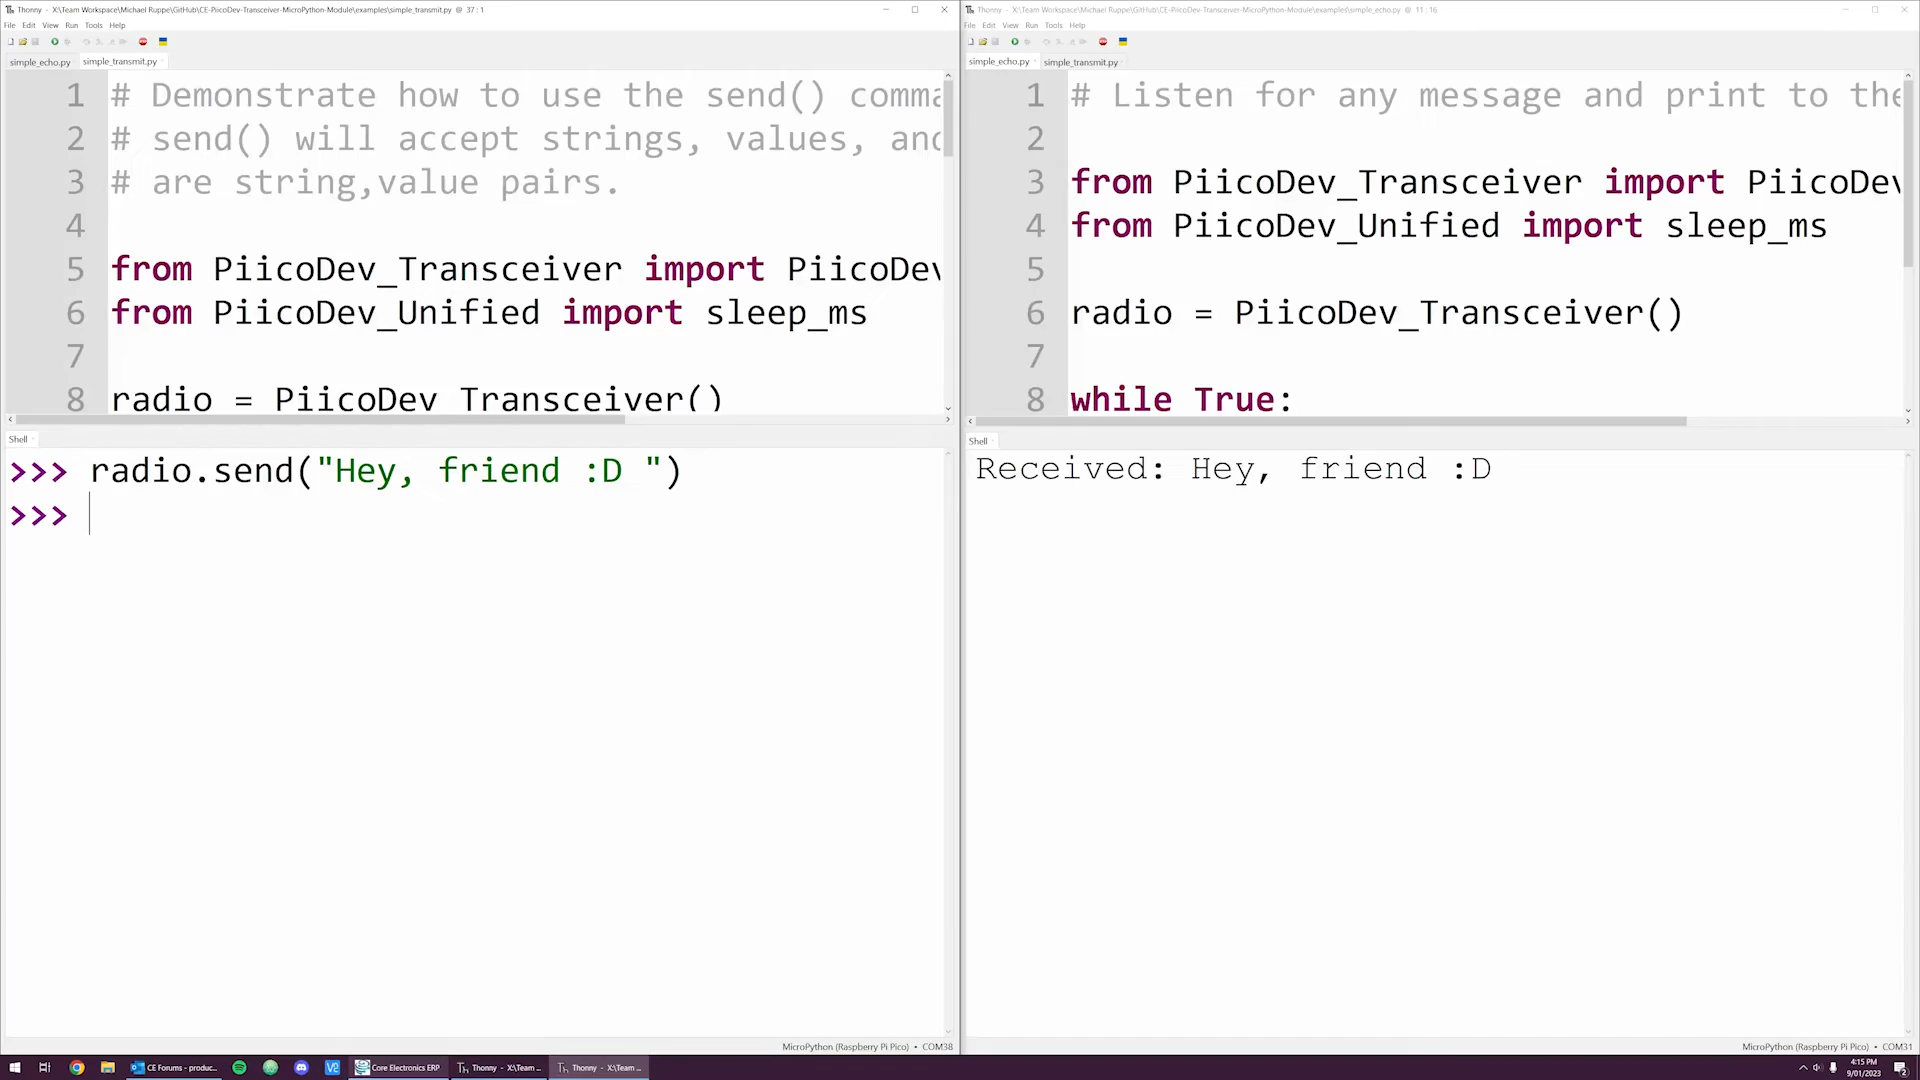 Thonny - X:\Team Workspace\Michael Ruppe\GitHub\CE-PiicoDev-Transceiver-MicroPython-Module\examples\simple_transmit.py @ 37 : 1
File Edit View Run Tools Help
simple_echo.py simple_transmit.py
1 # Demonstrate how to use the send() comma
2 # send() will accept strings, values, and
3 # are string,value pairs.
4
5 from PiicoDev_Transceiver import PiicoDev
6 from PiicoDev_Unified import sleep_ms
7
8 radio = PiicoDev_Transceiver()
Shell
>>> radio.send("Hey, friend :D ")
>>>
MicroPython (Raspberry Pi Pico) • COM38
Thonny - X:\Team Workspace\Michael Ruppe\GitHub\CE-PiicoDev-Transceiver-MicroPython-Module\examples\simple_echo.py @ 11 : 16
File Edit View Run Tools Help
simple_echo.py simple_transmit.py
1 # Listen for any message and print to the
2
3 from PiicoDev_Transceiver import PiicoDev
4 from PiicoDev_Unified import sleep_ms
5
6 radio = PiicoDev_Transceiver()
7
8 while True:
Shell
Received: Hey, friend :D
MicroPython (Raspberry Pi Pico) • COM31
CE Forums - produc... Core Electronics ERP Thonny - X:\Team ... Thonny - X:\Team ...
4:15 PM
9/01/2023